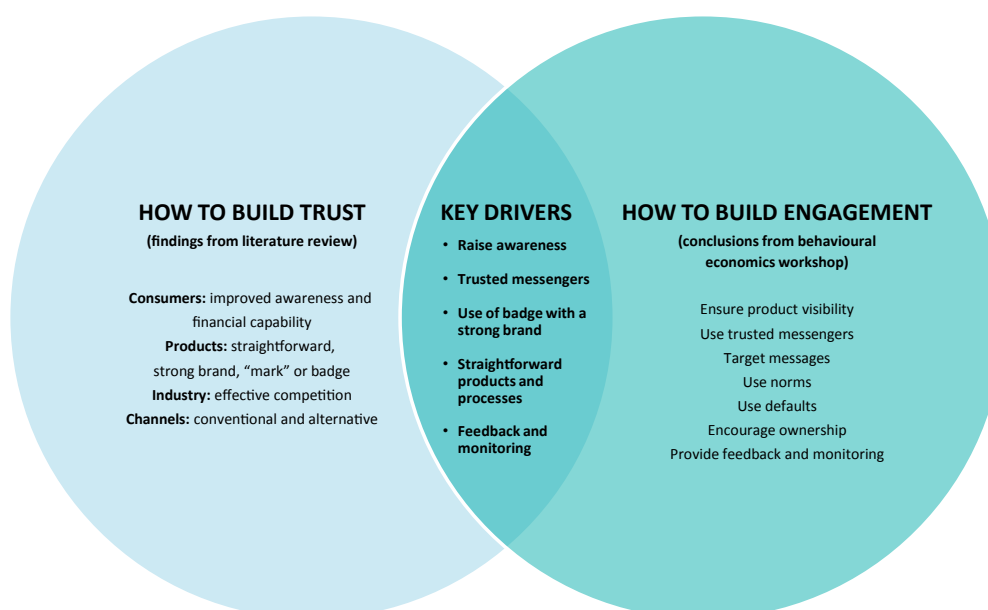 HOW TO BUILD TRUST
(findings from literature review)
Consumers: improved awareness and
financial capability
Products: straightforward,
strong brand, “mark” or badge
Industry: effective competition
Channels: conventional and alternative
KEY DRIVERS
• Raise awareness
• Trusted messengers
• Use of badge with a
strong brand
• Straightforward
products and
processes
• Feedback and
monitoring
HOW TO BUILD ENGAGEMENT
(conclusions from behavioural
economics workshop)
Ensure product visibility
Use trusted messengers
Target messages
Use norms
Use defaults
Encourage ownership
Provide feedback and monitoring